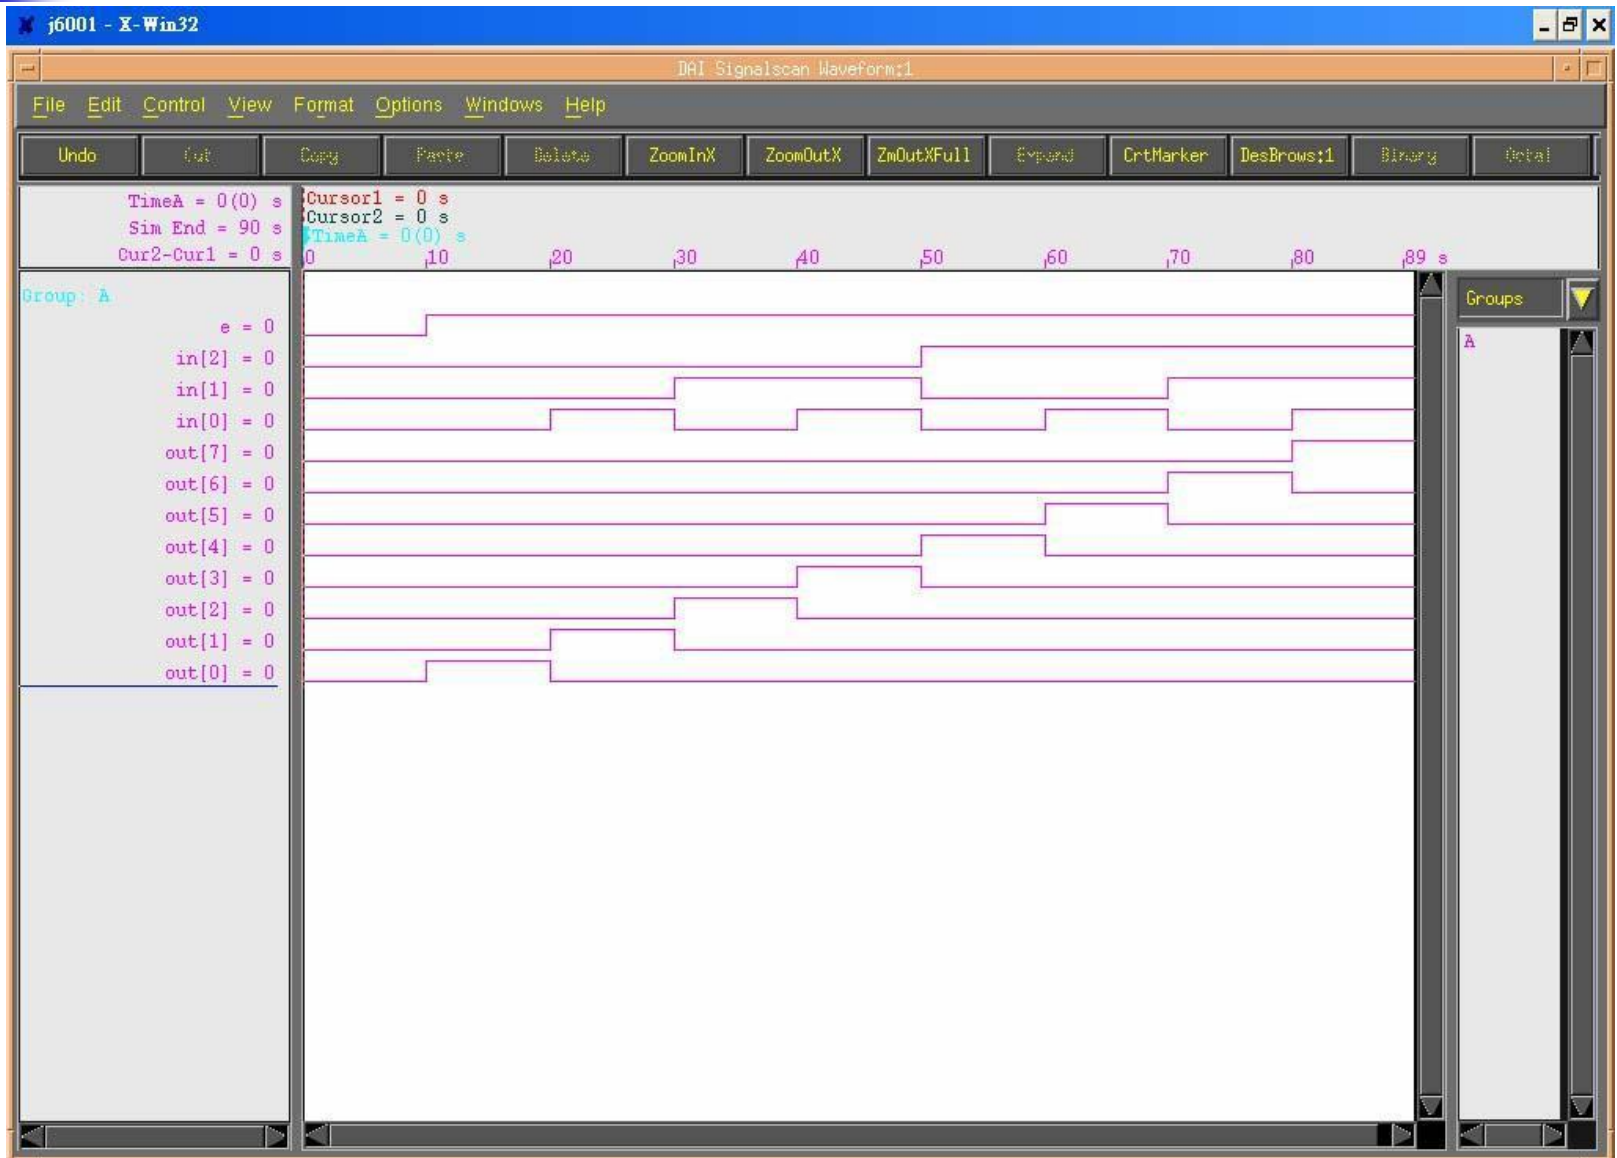 j6001 - X-Win32
DAI Signalscan Waveform:1
File Edit Control View Format Options Windows Help
Undo Cut Copy Paste Delete ZoomInX ZoomOutX ZmOutXFull Expand CrtMarker DesBrows:1 Binary Octal
TimeA = 0(0) s
Sim End = 90 s
Cur2-Cur1 = 0 s
Cursor1 = 0 s
Cursor2 = 0 s
TimeA = 0(0) s
0 10 20 30 40 50 60 70 80 89 s
Group: A
e = 0
in[2] = 0
in[1] = 0
in[0] = 0
out[7] = 0
out[6] = 0
out[5] = 0
out[4] = 0
out[3] = 0
out[2] = 0
out[1] = 0
out[0] = 0
Groups
A